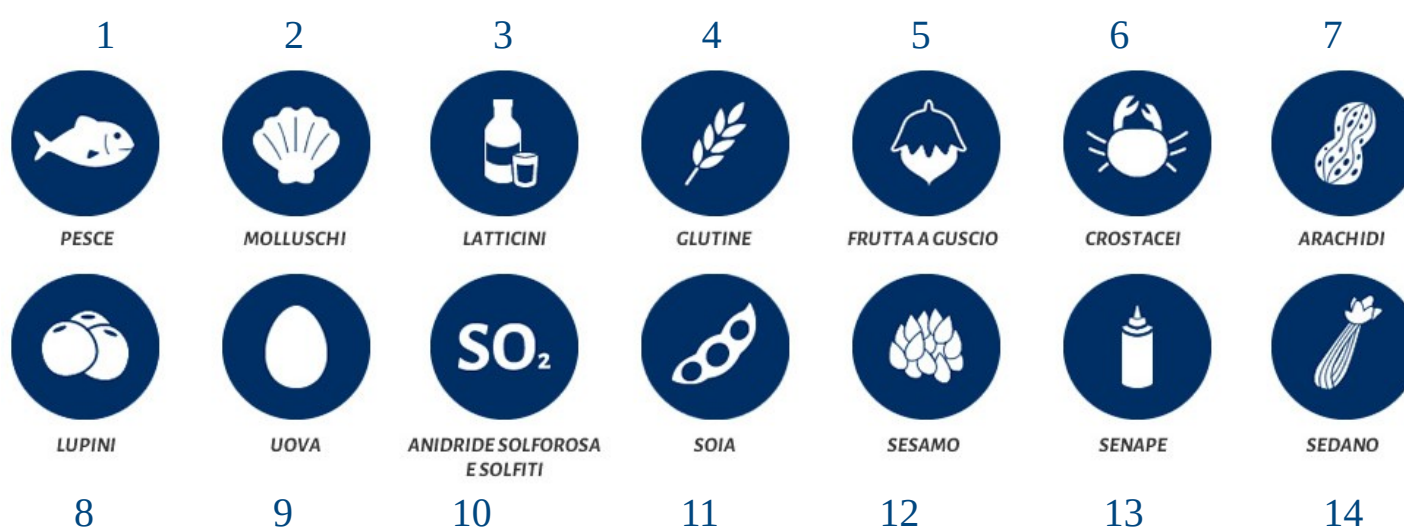 1 2 3 4 5 6 7
PESCE MOLLUSCHI LATTICINI GLUTINE FRUTTA A GUSCIO CROSTACEI ARACHIDI
SO₂
LUPINI UOVA ANIDRIDE SOLFOROSA SOIA SESAMO SENAPE SEDANO
E SOLFITI
8 9 10 11 12 13 14